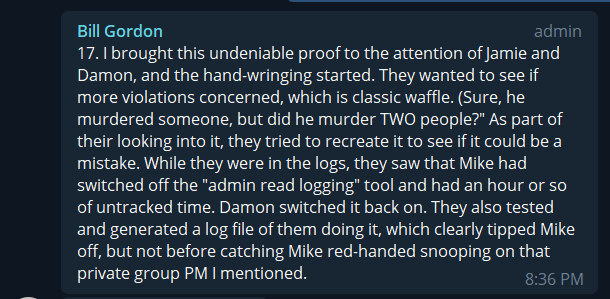 Bill Gordon admin
17. I brought this undeniable proof to the attention of Jamie and
Damon, and the hand-wringing started. They wanted to see if
more violations concerned, which is classic waffle. (Sure, he
murdered someone, but did he murder TWO people?" As part of
their looking into it, they tried to recreate it to see if it could be a
mistake. While they were in the logs, they saw that Mike had
switched off the "admin read logging" tool and had an hour or so
of untracked time. Damon switched it back on. They also tested
and generated a log file of them doing it, which clearly tipped Mike
off, but not before catching Mike red-handed snooping on that
private group PM I mentioned.
8:36 PM